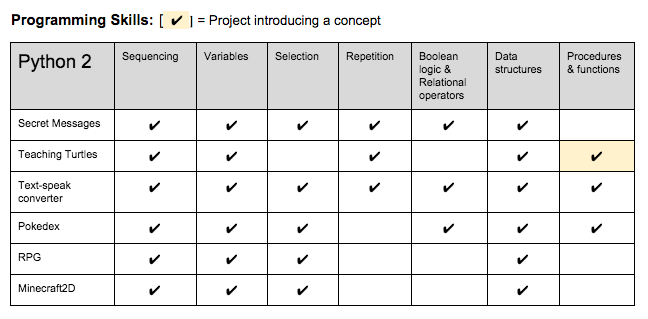 Programming Skills: [ ✔ ] = Project introducing a concept
Python 2 Sequencing Variables Selection Repetition Boolean logic & Relational operators Data structures Procedures & functions
Secret Messages ✔ ✔ ✔ ✔ ✔ ✔
Teaching Turtles ✔ ✔ ✔ ✔ ✔
Text-speak converter ✔ ✔ ✔ ✔ ✔ ✔ ✔
Pokedex ✔ ✔ ✔ ✔ ✔ ✔
RPG ✔ ✔ ✔ ✔
Minecraft2D ✔ ✔ ✔ ✔